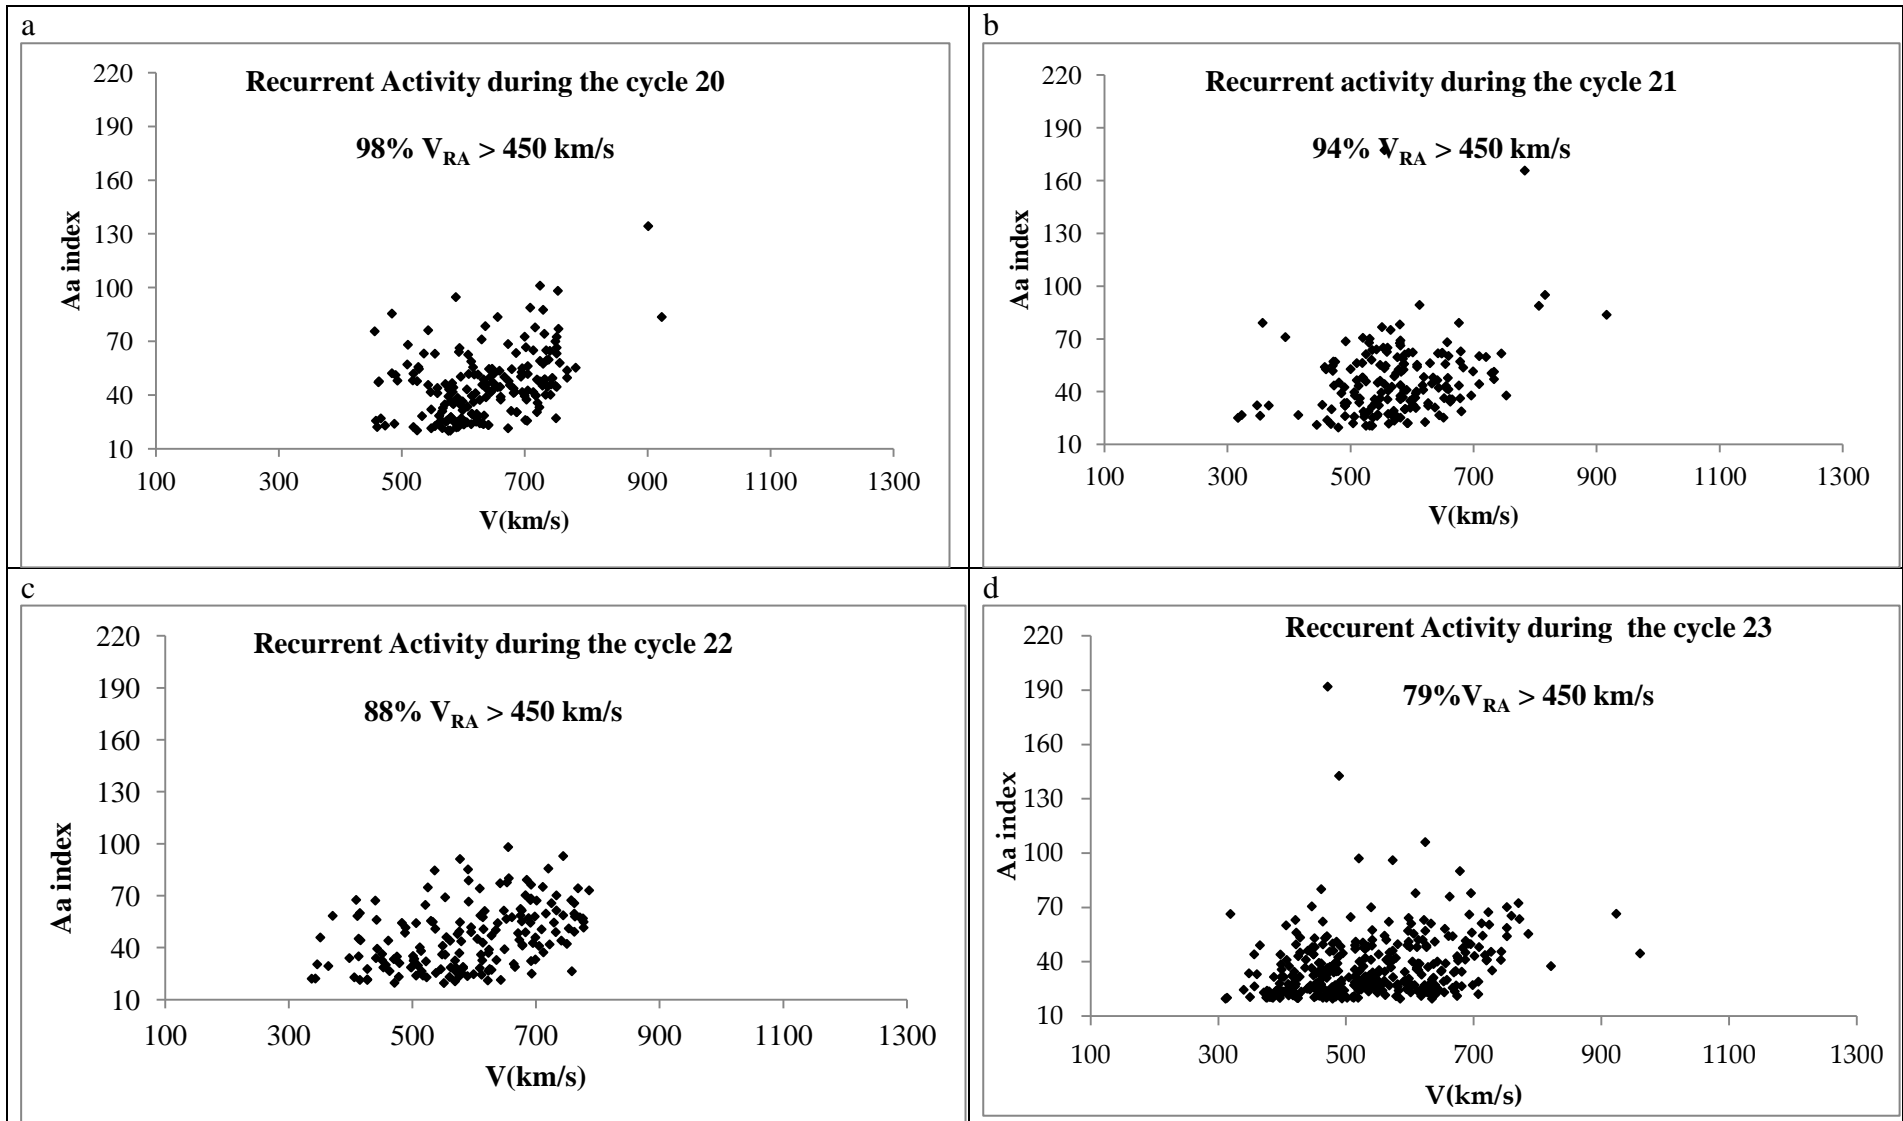 a
Recurrent Activity during the cycle 20
98% VRA > 450 km/s
220
190
160
130
100
70
40
10
Aa index
100 300 500 700 900 1100 1300
V(km/s)
b
Recurrent activity during the cycle 21
94% VRA > 450 km/s
220
190
160
130
100
70
40
10
Aa index
100 300 500 700 900 1100 1300
V(km/s)
c
Recurrent Activity during the cycle 22
88% VRA > 450 km/s
220
190
160
130
100
70
40
10
Aa index
100 300 500 700 900 1100 1300
V(km/s)
d
Reccurent Activity during the cycle 23
79%VRA > 450 km/s
220
190
160
130
100
70
40
10
Aa index
100 300 500 700 900 1100 1300
V(km/s)